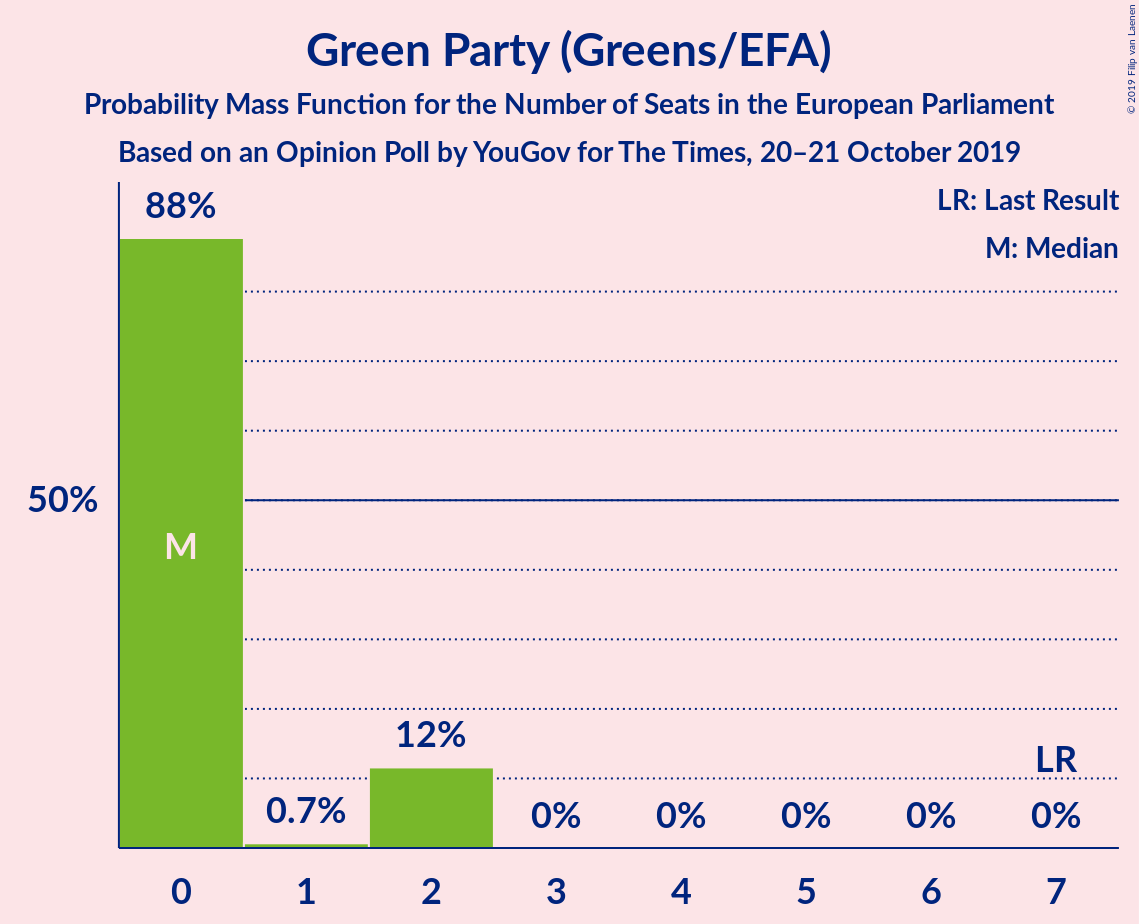 Green Party (Greens/EFA)
Probability Mass Function for the Number of Seats in the European Parliament
Based on an Opinion Poll by YouGov for The Times, 20–21 October 2019
© 2019 Filip van Laenen
LR: Last Result
M: Median
88%
50%
M
12%
0.7%
LR
0% 0% 0% 0% 0%
0 1 2 3 4 5 6 7